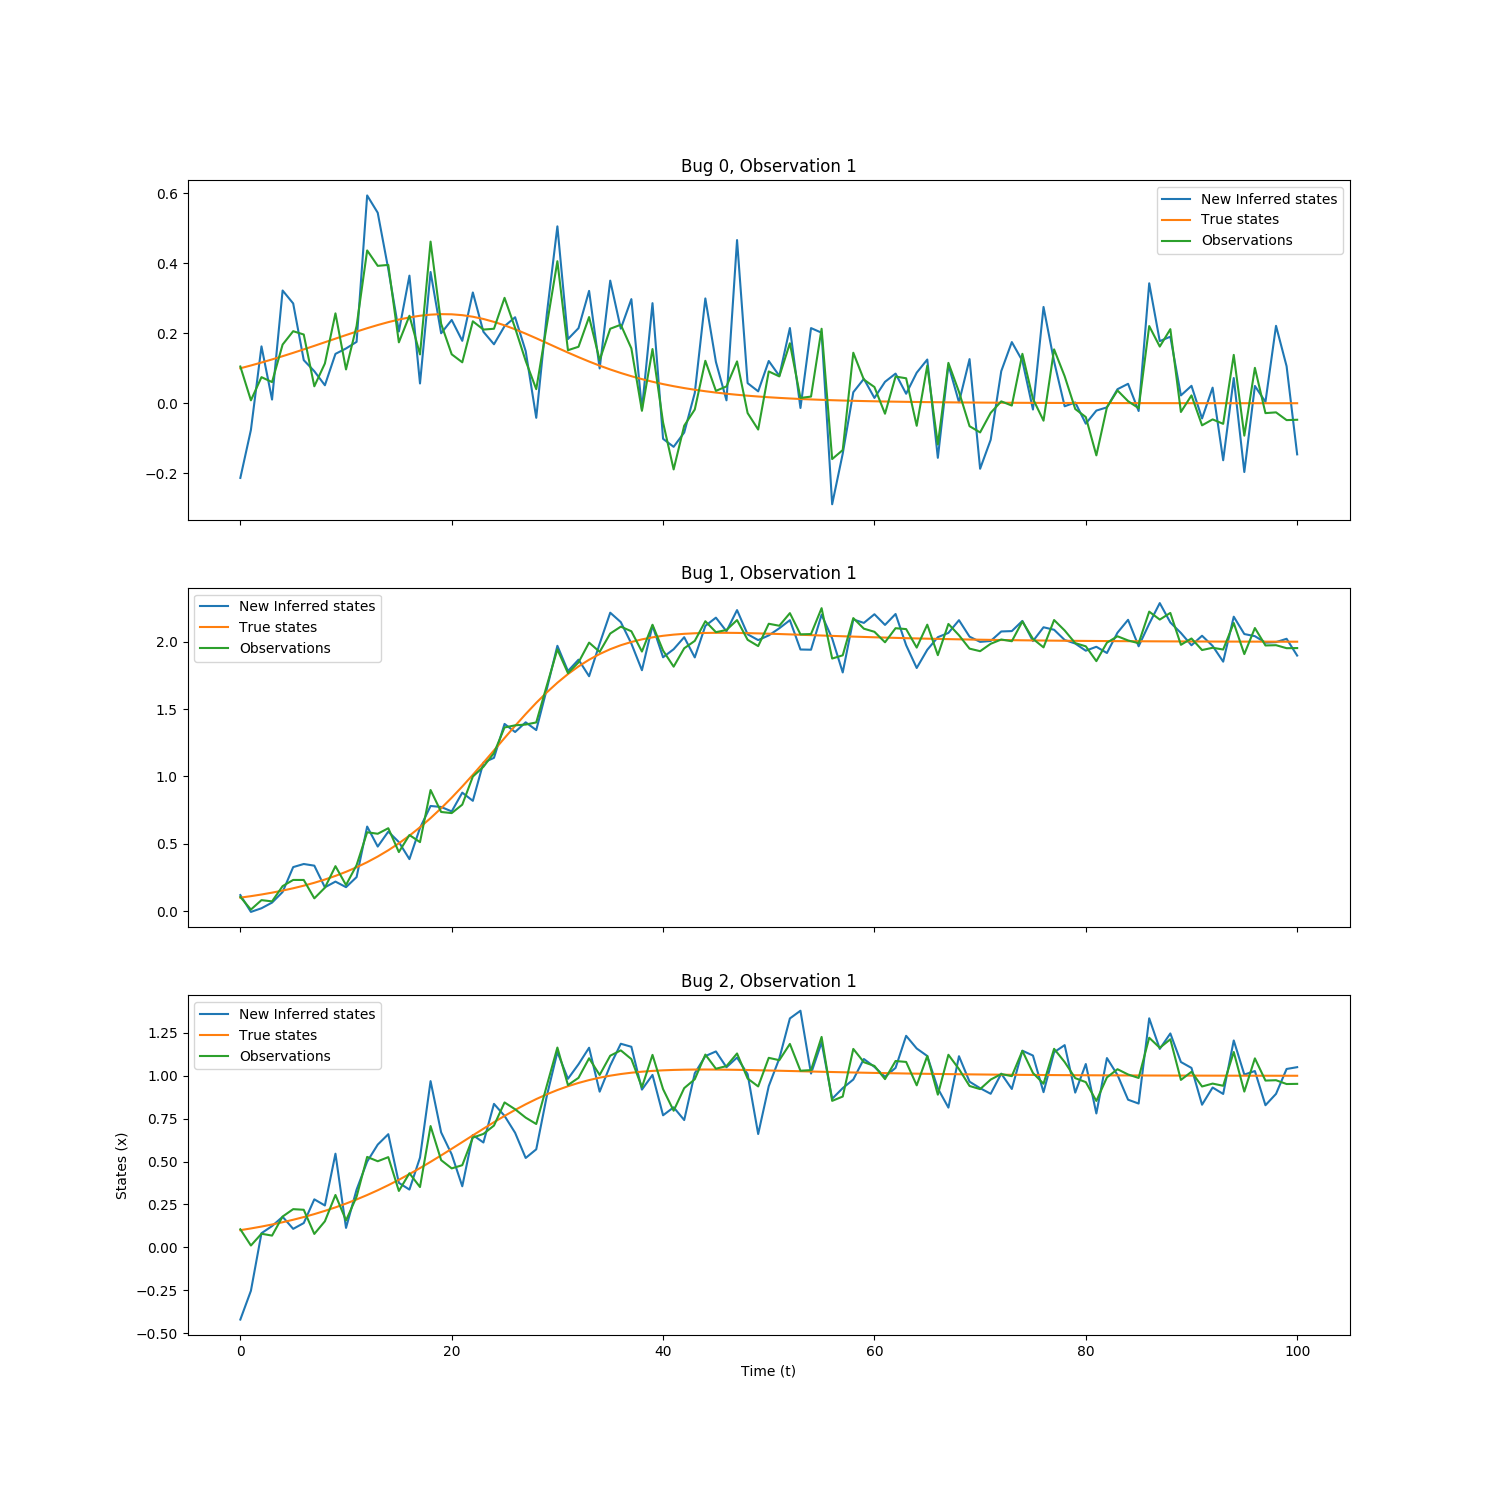 Bug 0, Observation 1
0.6
0.4
0.2
0.0
−0.2
New Inferred states
True states
Observations
Bug 1, Observation 1
2.0
1.5
1.0
0.5
0.0
New Inferred states
True states
Observations
Bug 2, Observation 1
1.25
1.00
0.75
0.50
0.25
0.00
−0.25
−0.50
New Inferred states
True states
Observations
States (x)
0 20 40 60 80 100
Time (t)